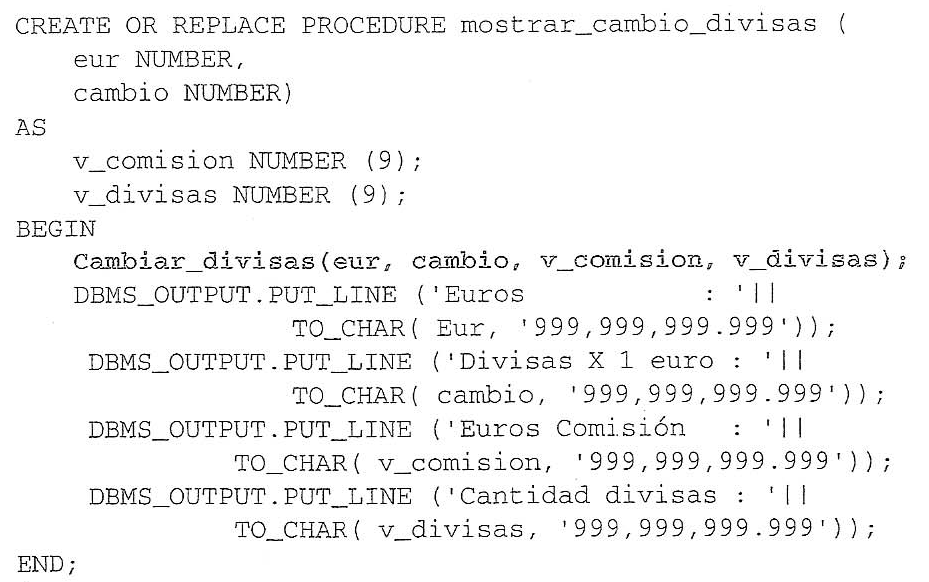 CREATE OR REPLACE PROCEDURE mostrar_cambio_divisas (
eur NUMBER,
cambio NUMBER)
AS
v_comision NUMBER (9);
v_divisas NUMBER (9);
BEGIN
Cambiar_divisas(eur, cambio, v_comision, v_divisas);
DBMS_OUTPUT.PUT_LINE ('Euros            : '||
TO_CHAR( Eur, '999,999,999.999'));
DBMS_OUTPUT.PUT_LINE ('Divisas X 1 euro : '||
TO_CHAR( cambio, '999,999,999.999'));
DBMS_OUTPUT.PUT_LINE ('Euros Comisión   : '||
TO_CHAR( v_comision, '999,999,999.999'));
DBMS_OUTPUT.PUT_LINE ('Cantidad divisas : '||
TO_CHAR( v_divisas, '999,999,999.999'));
END;